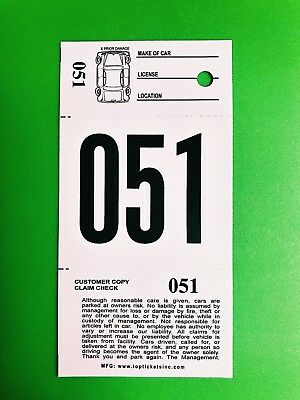 X PRIOR DAMAGE
MAKE OF CAR
051
LICENSE
LOCATION
051
CUSTOMER COPY
CLAIM CHECK
051
Although reasonable care is given, cars are
parked at owners risk. No liability is assumed by
management for loss or damage by fire, theft or
any other cause to, or by the vehicle while in
custody of management. Not responsible for
articles left in car. No employee has authority to
vary or increase our liability. All claims for
adjustment must be presented before vehicle is
taken from facility. Cars driven, called for, or
delivered at owners risk, and any person so
driving becomes the agent of the owner solely.
Thank you and park again. The Management.
MFG: www.iopticketsinc.com